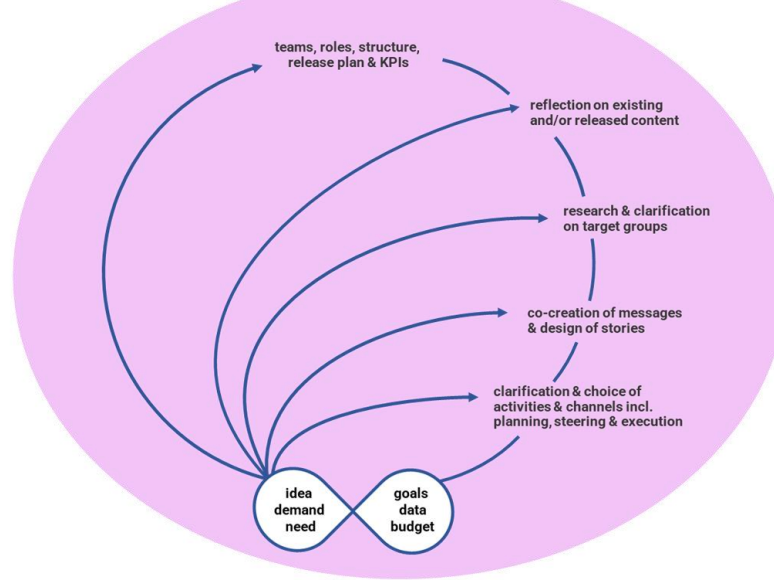 teams, roles, structure,
release plan & KPIs
reflection on existing
and/or released content
research & clarification
on target groups
co-creation of messages
& design of stories
clarification & choice of
activities & channels incl.
planning, steering & execution
idea
demand
need
goals
data
budget